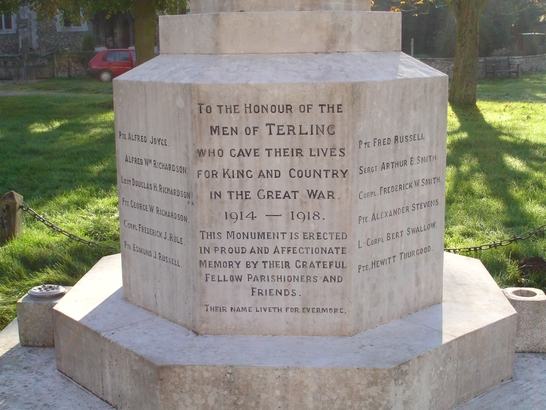 Pte Alfred Joyce.
Alfred Wm Richardson
Lieut Douglas H. Richardson
Pte George W. Richardson.
Corpl. Frederick J. Role
Pte Edmund J. Russell
To the Honour of the
Men of Terling
who gave their lives
for King and Country
in the Great War.
1914 — 1918.
This Monument is erected
in proud and Affectionate
Memory by their Grateful
Fellow Parishioners and
Friends.
Their name liveth for evermore.
Pte Fred Russell.
Sergt Arthur E. Smith.
Corpl. Frederick W. Smith.
Pte Alexander Stevens.
L-Corpl Bert Swallow.
Pte. Hewitt Thurgood.